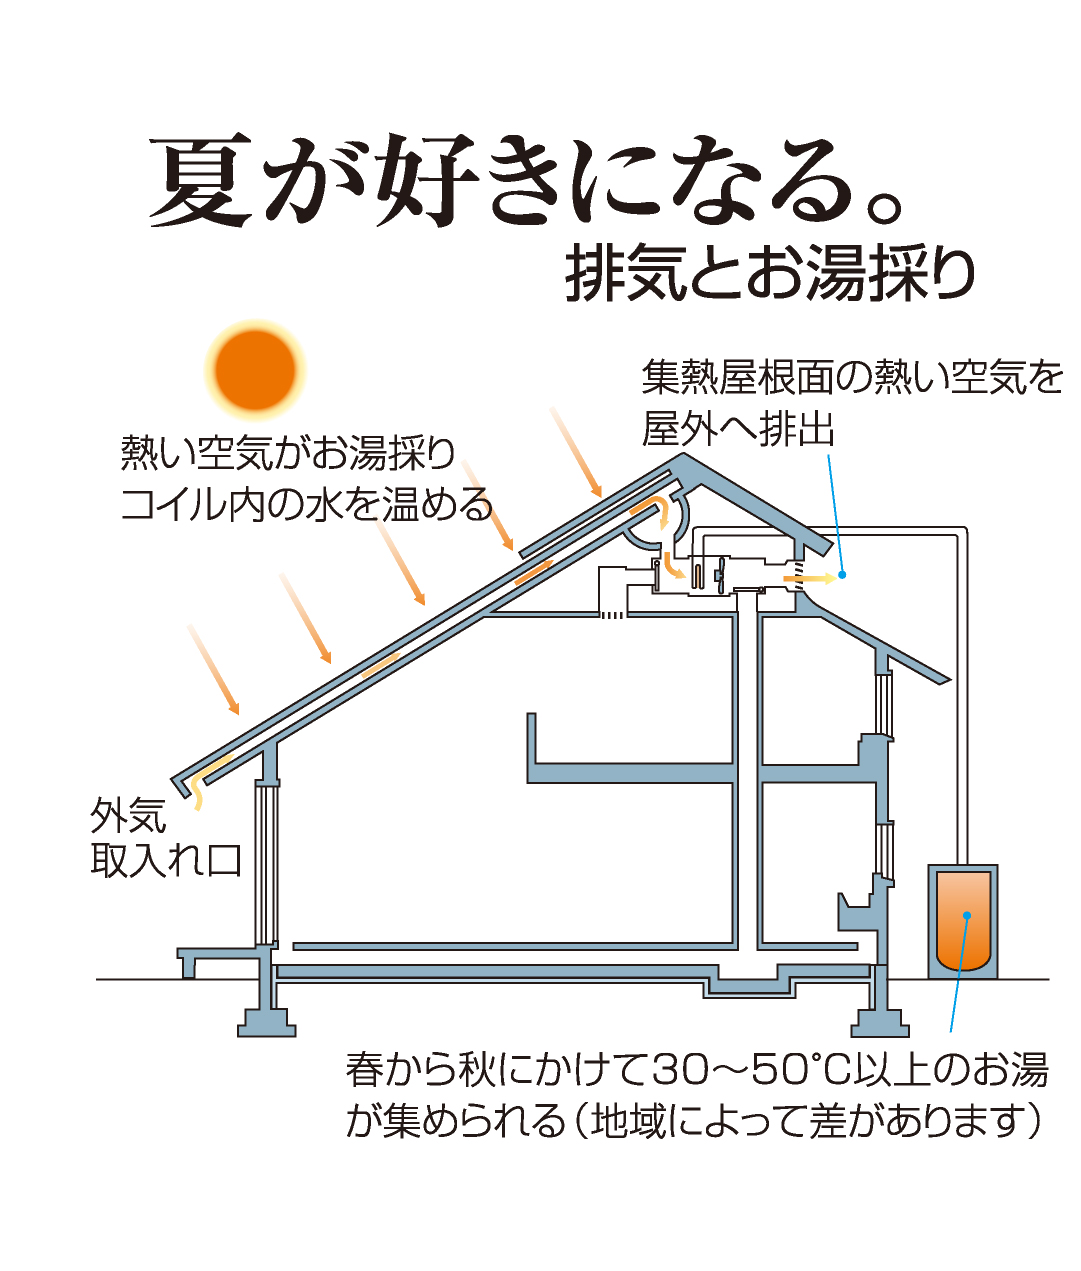 夏が好きになる。
排気とお湯採り
集熱屋根面の熱い空気を
屋外へ排出
熱い空気がお湯採り
コイル内の水を温める
外気
取入れ口
春から秋にかけて30～50℃以上のお湯
が集められる（地域によって差があります）